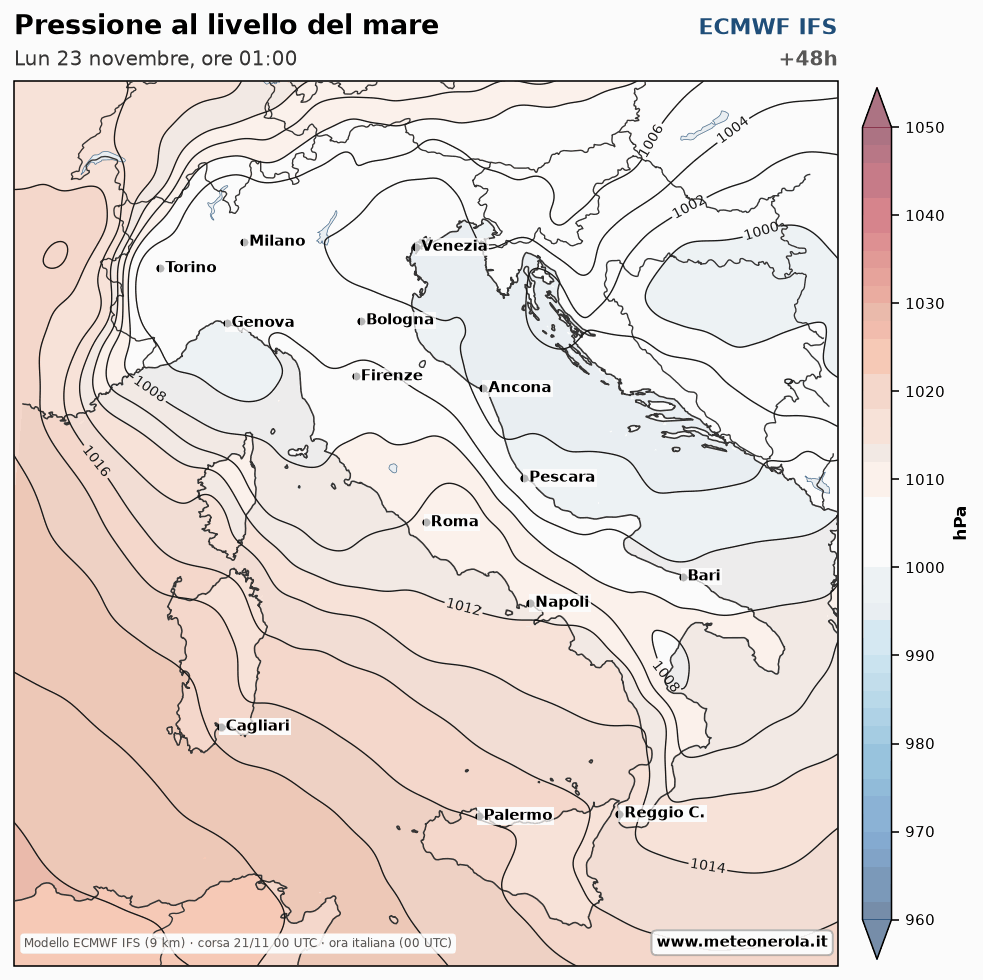 Pressione al livello del mare
ECMWF IFS
Lun 23 novembre, ore 01:00
+48h
1006
1004
1002
1000
Milano
Venezia
Torino
Genova
Bologna
Firenze
Ancona
1008
1016
Pescara
Roma
Bari
Napoli
1012
1008
Cagliari
Palermo
Reggio C.
1014
Modello ECMWF IFS (9 km) · corsa 21/11 00 UTC · ora italiana (00 UTC)
www.meteonerola.it
1050
1040
1030
1020
1010
1000
990
980
970
960
hPa